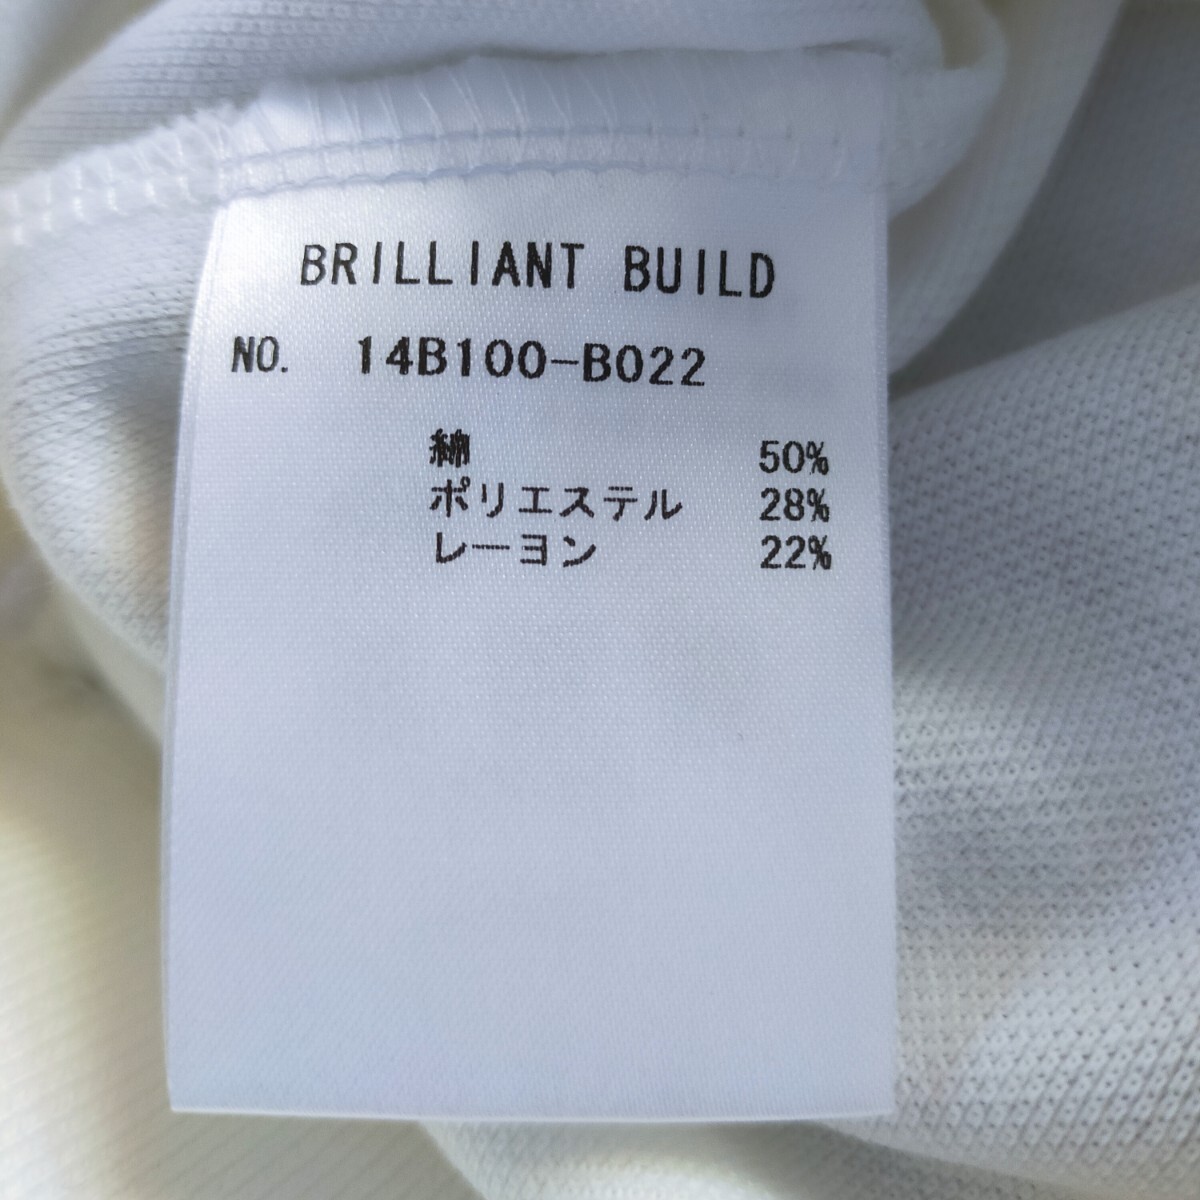 BRILLIANT BUILD
NO. 14B100-B022
綿 50%
ポリエステル 28%
レーヨン 22%